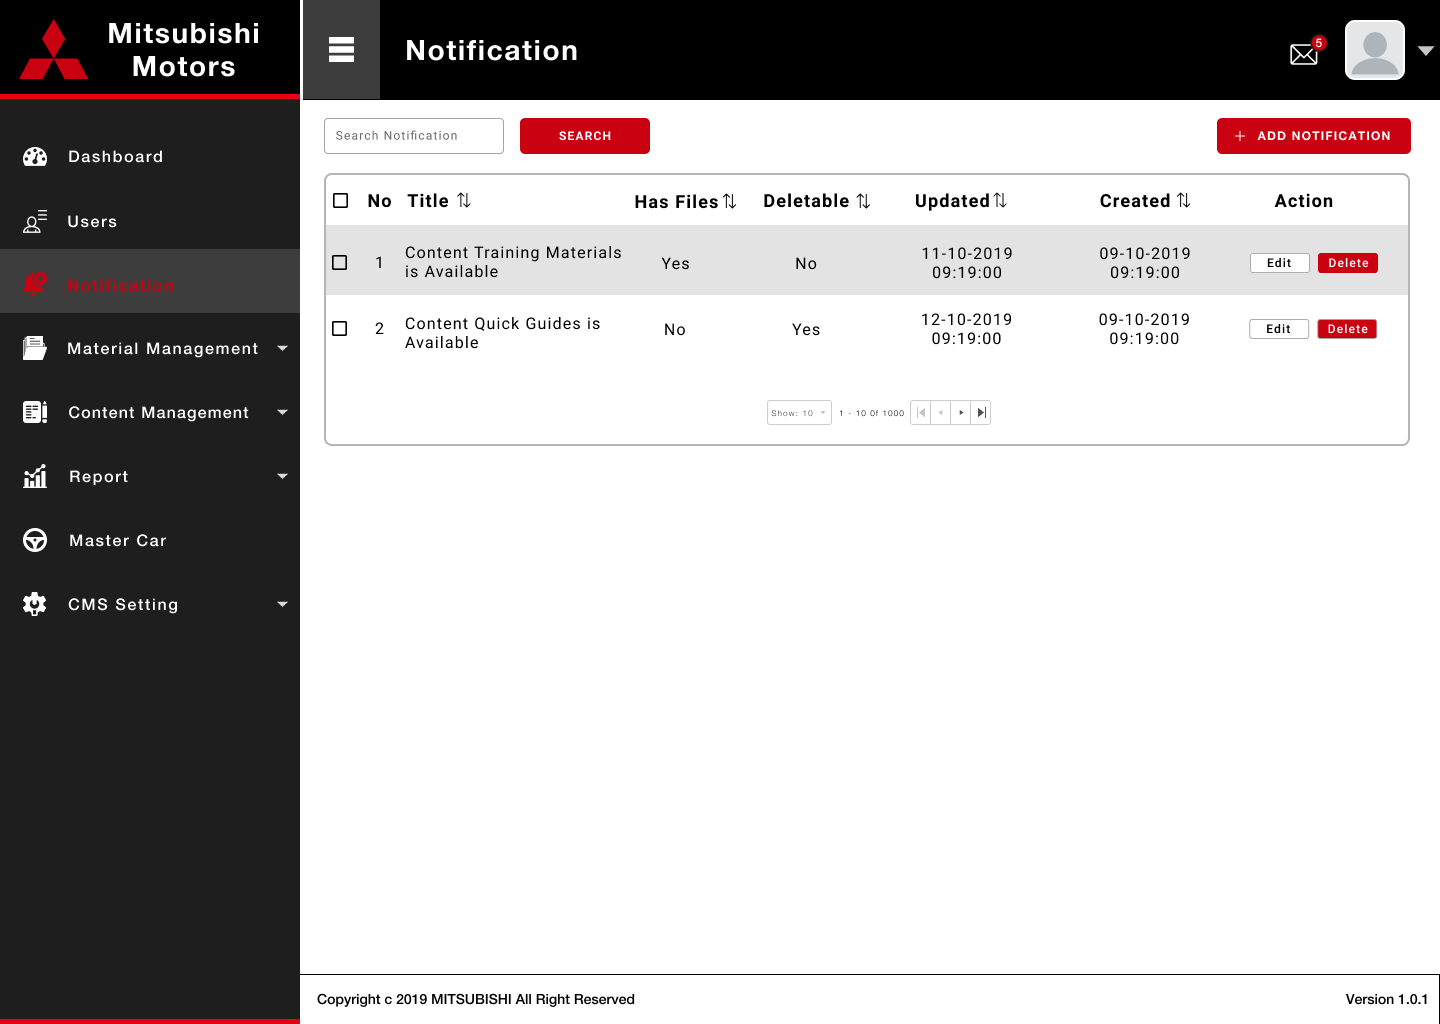 Mitsubishi
Motors
Notification
5
Dashboard
Users
Notification
Material Management
Content Management
Report
Master Car
CMS Setting
Search Notification
SEARCH
+ ADD NOTIFICATION
No Title Has Files Deletable Updated Created Action
1 Content Training Materials is Available Yes No 11-10-2019 09:19:00 09-10-2019 09:19:00 Edit Delete
2 Content Quick Guides is Available No Yes 12-10-2019 09:19:00 09-10-2019 09:19:00 Edit Delete
Show: 10 1 - 10 Of 1000
Copyright c 2019 MITSUBISHI All Right Reserved
Version 1.0.1